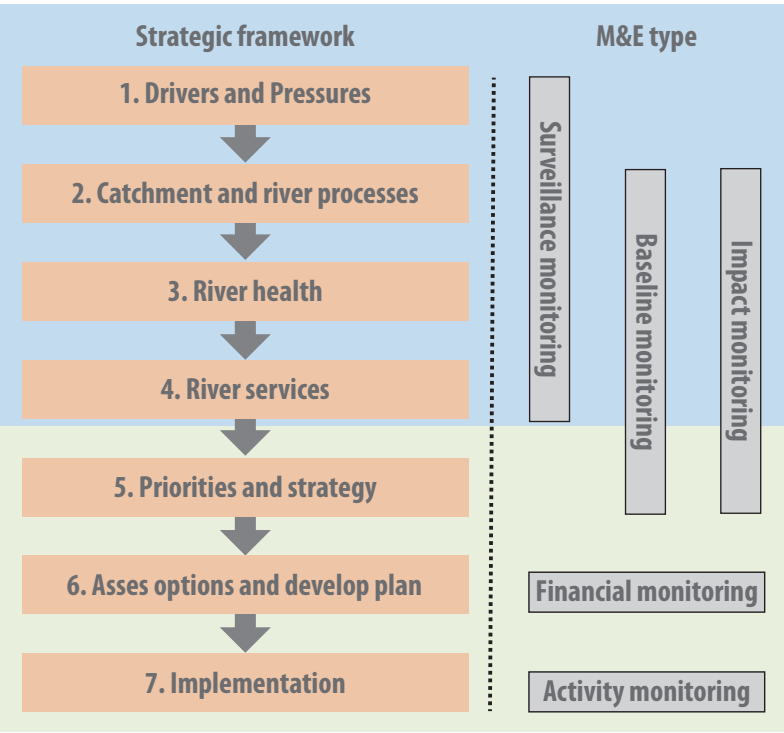 Strategic framework
M&E type
1. Drivers and Pressures
2. Catchment and river processes
3. River health
4. River services
5. Priorities and strategy
6. Asses options and develop plan
7. Implementation
Surveillance monitoring
Baseline monitoring
Impact monitoring
Financial monitoring
Activity monitoring